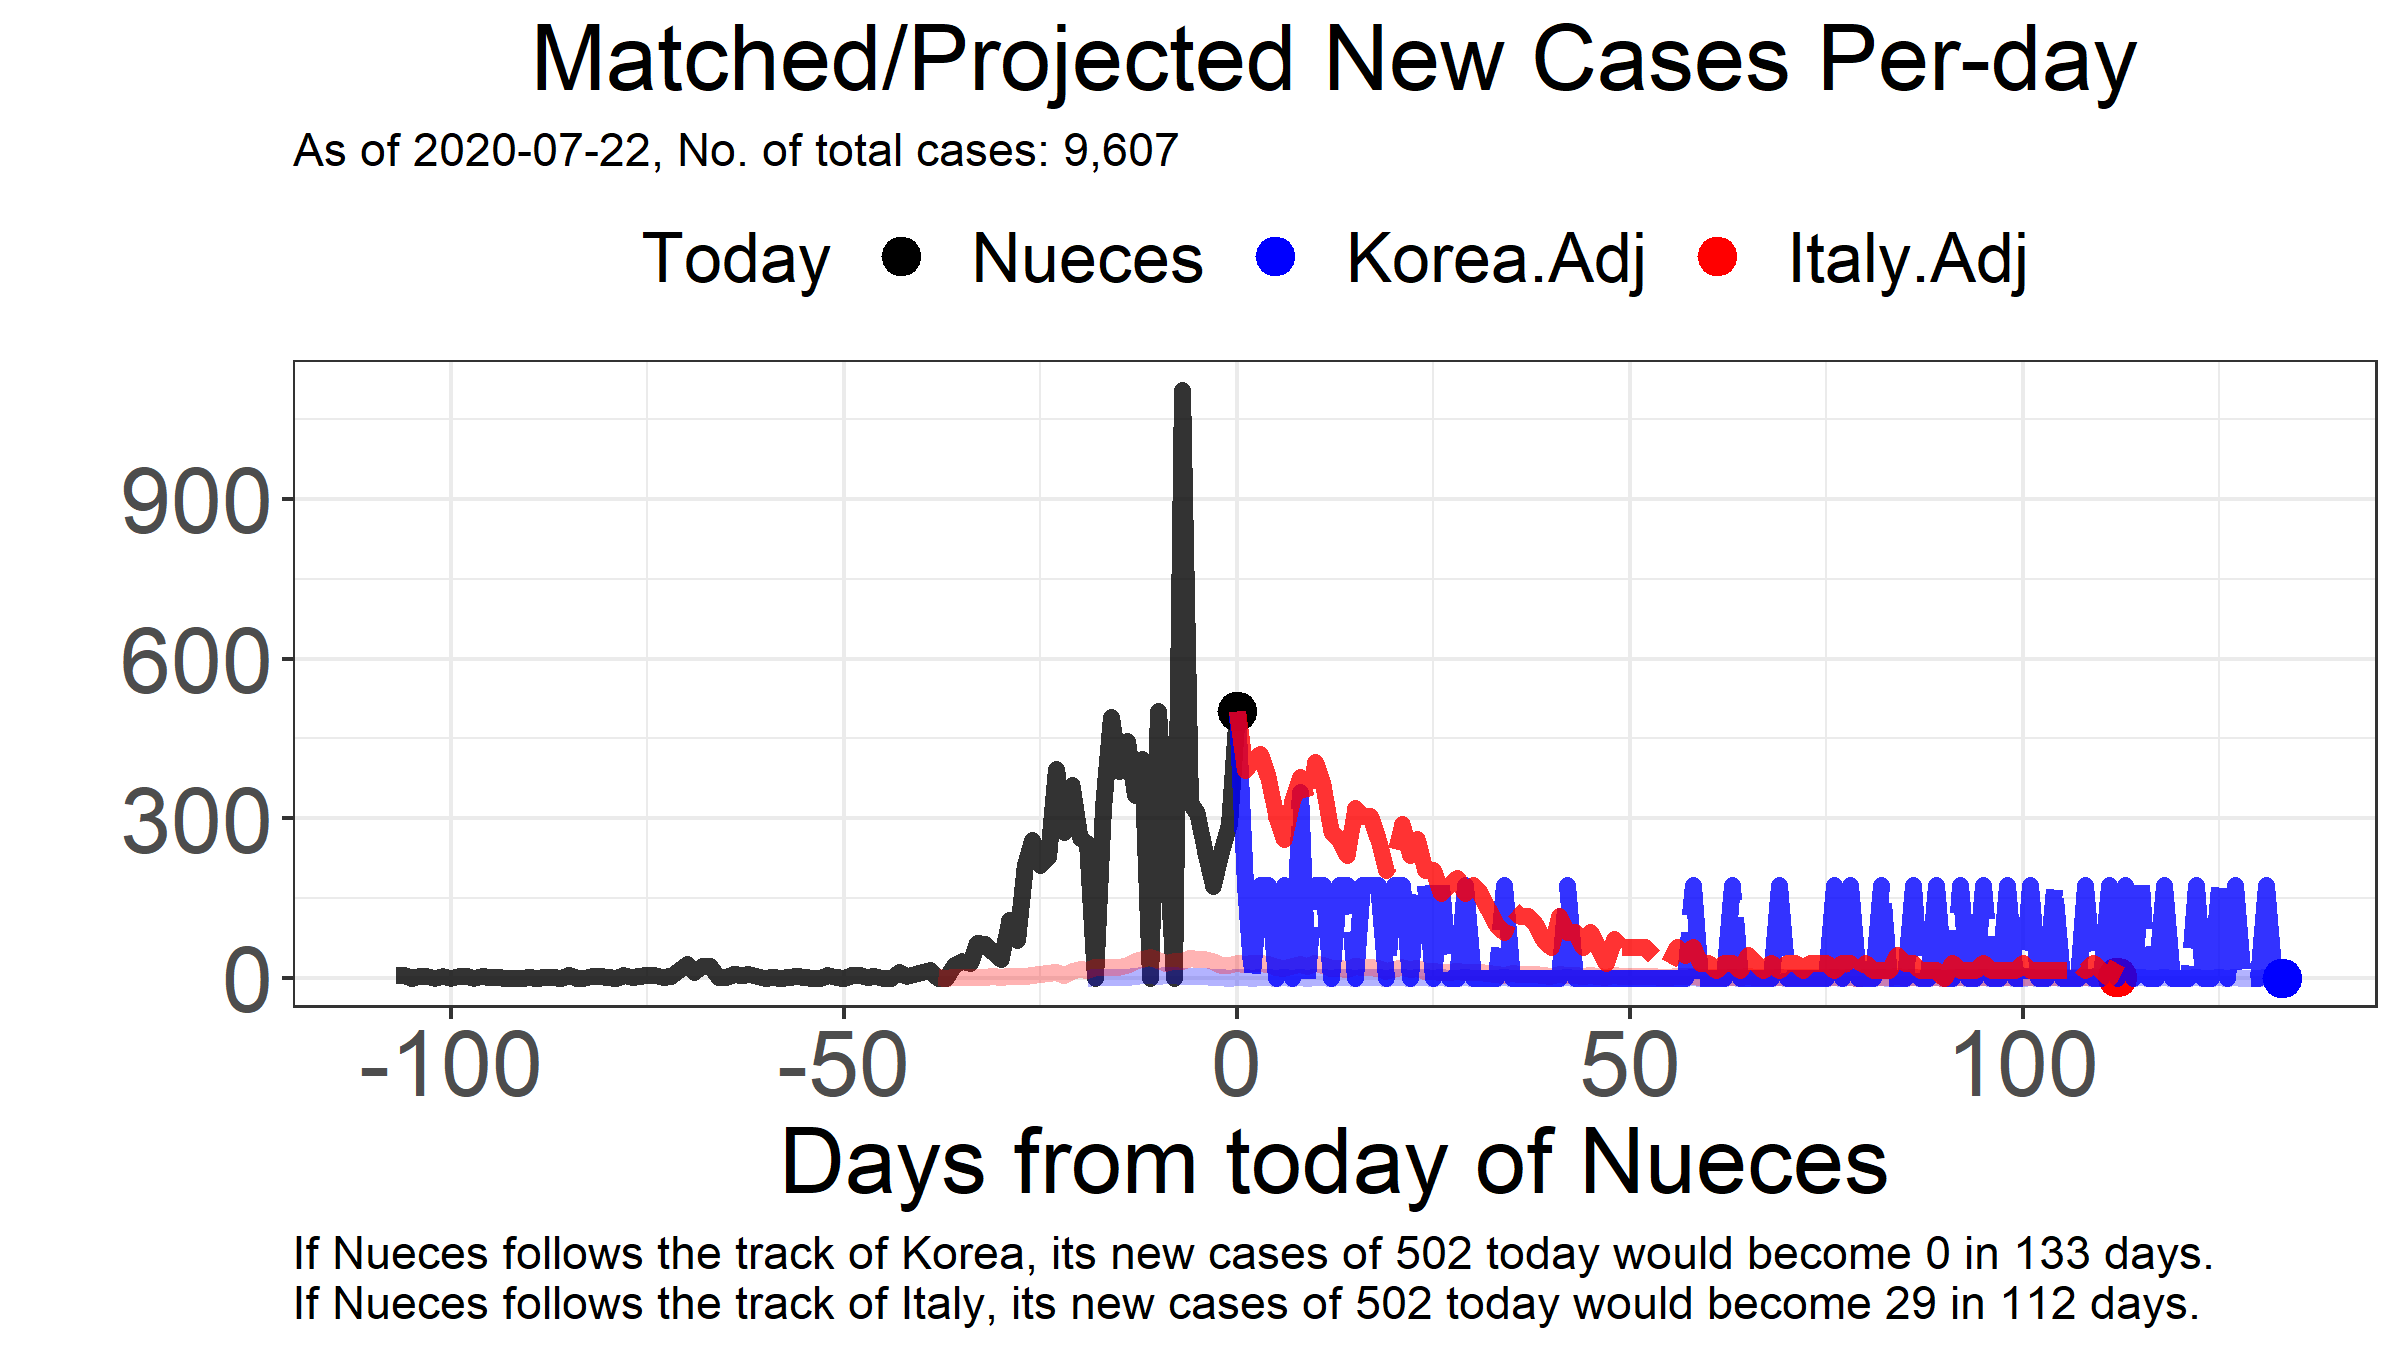 Matched/Projected New Cases Per-day
As of 2020-07-22, No. of total cases: 9,607
Today Nueces Korea.Adj Italy.Adj
900
600
300
0
-100 -50 0 50 100
Days from today of Nueces
If Nueces follows the track of Korea, its new cases of 502 today would become 0 in 133 days.
If Nueces follows the track of Italy, its new cases of 502 today would become 29 in 112 days.